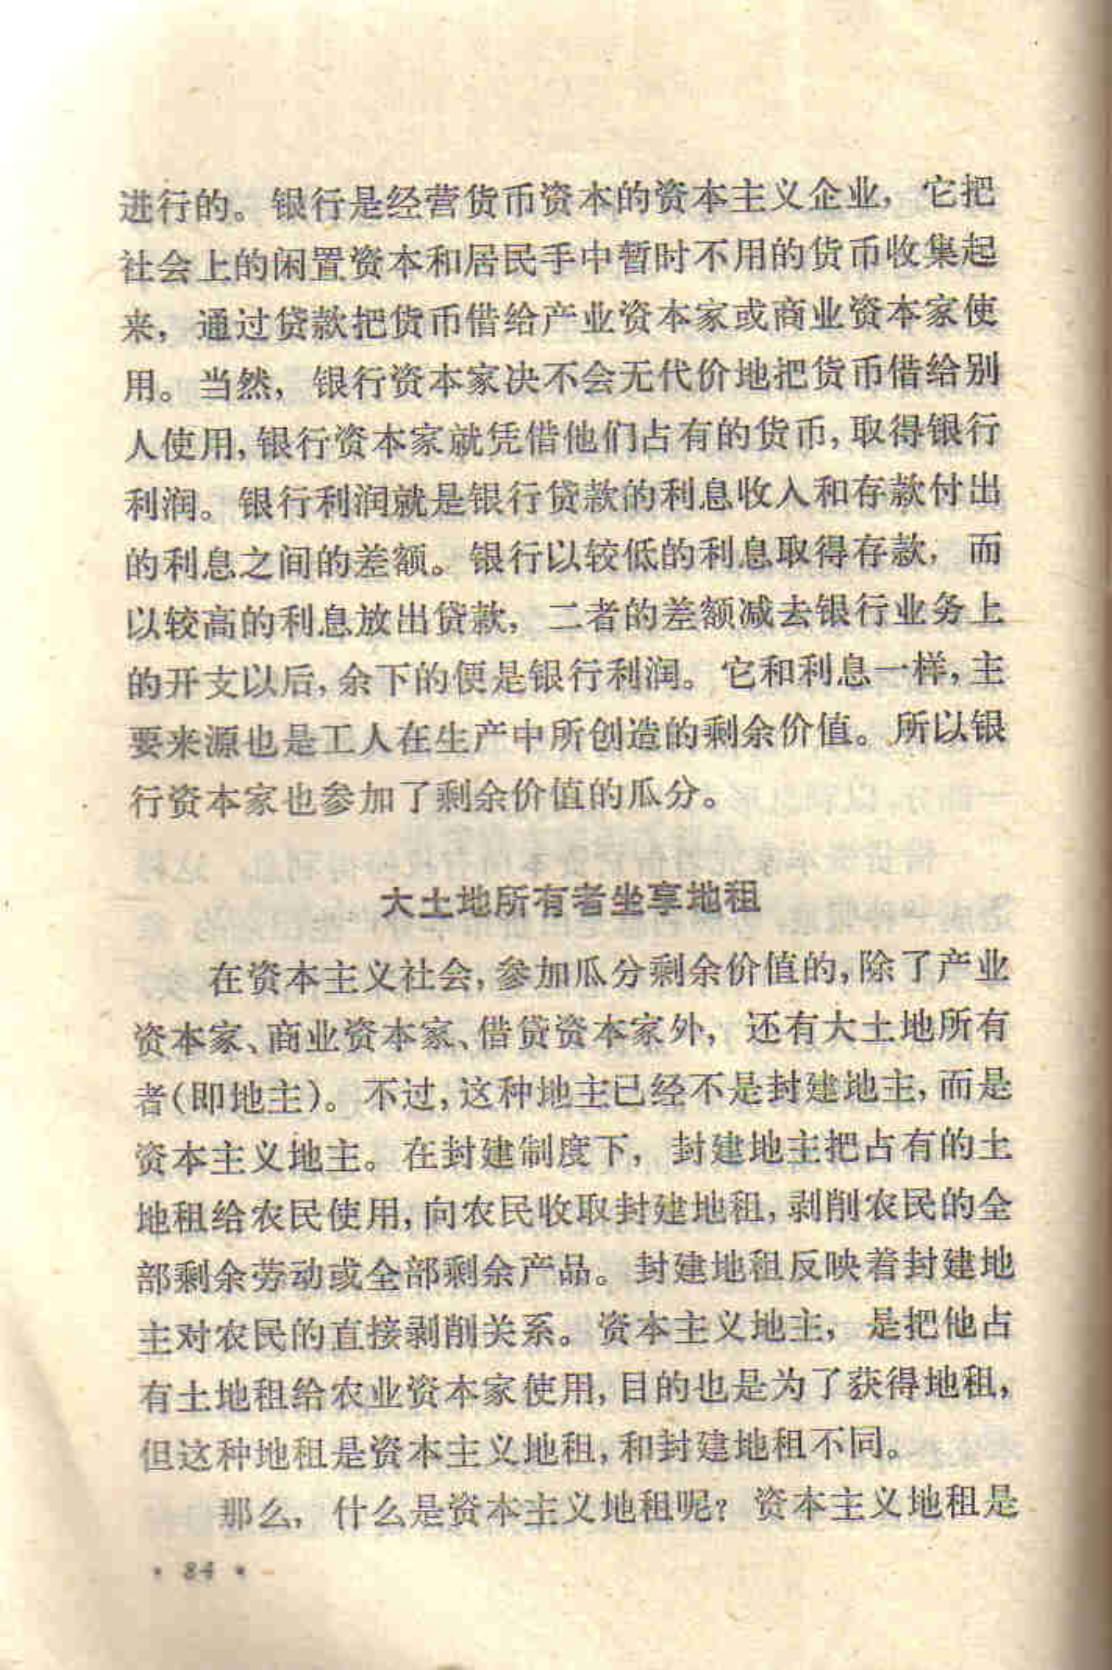 进行的。银行是经营货币资本的资本主义企业，它把
社会上的闲置资本和居民手中暂时不用的货币收集起
来，通过贷款把货币借给产业资本家或商业资本家使
用。当然，银行资本家决不会无代价地把货币借给别
人使用，银行资本家就凭借他们占有的货币，取得银行
利润。银行利润就是银行贷款的利息收入和存款付出
的利息之间的差额。银行以较低的利息取得存款，而
以较高的利息放出贷款，二者的差额减去银行业务上
的开支以后，余下的便是银行利润。它和利息一样，主
要来源也是工人在生产中所创造的剩余价值。所以银
行资本家也参加了剩余价值的瓜分。
大土地所有者坐享地租
在资本主义社会，参加瓜分剩余价值的，除了产业
资本家、商业资本家、借贷资本家外，还有大土地所有
者（即地主）。不过，这种地主已经不是封建地主，而是
资本主义地主。在封建制度下，封建地主把占有的土
地租给农民使用，向农民收取封建地租，剥削农民的全
部剩余劳动或全部剩余产品。封建地租反映着封建地
主对农民的直接剥削关系。资本主义地主，是把他占
有土地租给农业资本家使用，目的也是为了获得地租，
但这种地租是资本主义地租，和封建地租不同。
那么，什么是资本主义地租呢？资本主义地租是
• 84 •